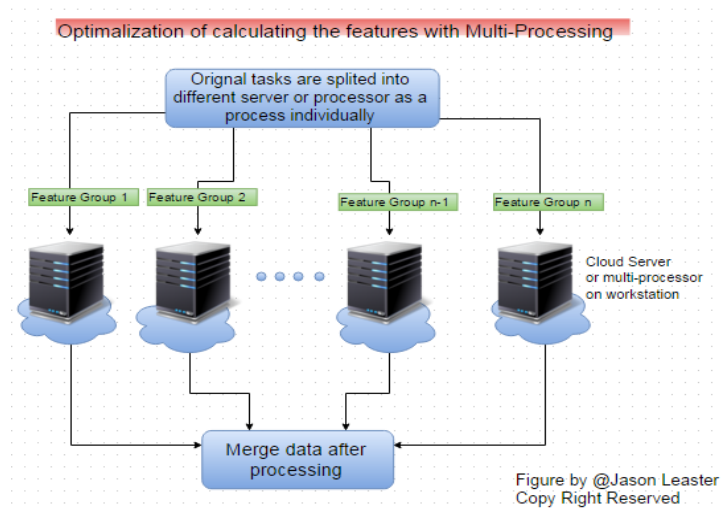 Optimalization of calculating the features with Multi-Processing
Orignal tasks are splited into
different server or processor as a
process individually
Feature Group 1
Feature Group 2
Feature Group n-1
Feature Group n
Cloud Server
or multi-processor
on workstation
Merge data after
processing
Figure by @Jason Leaster
Copy Right Reserved